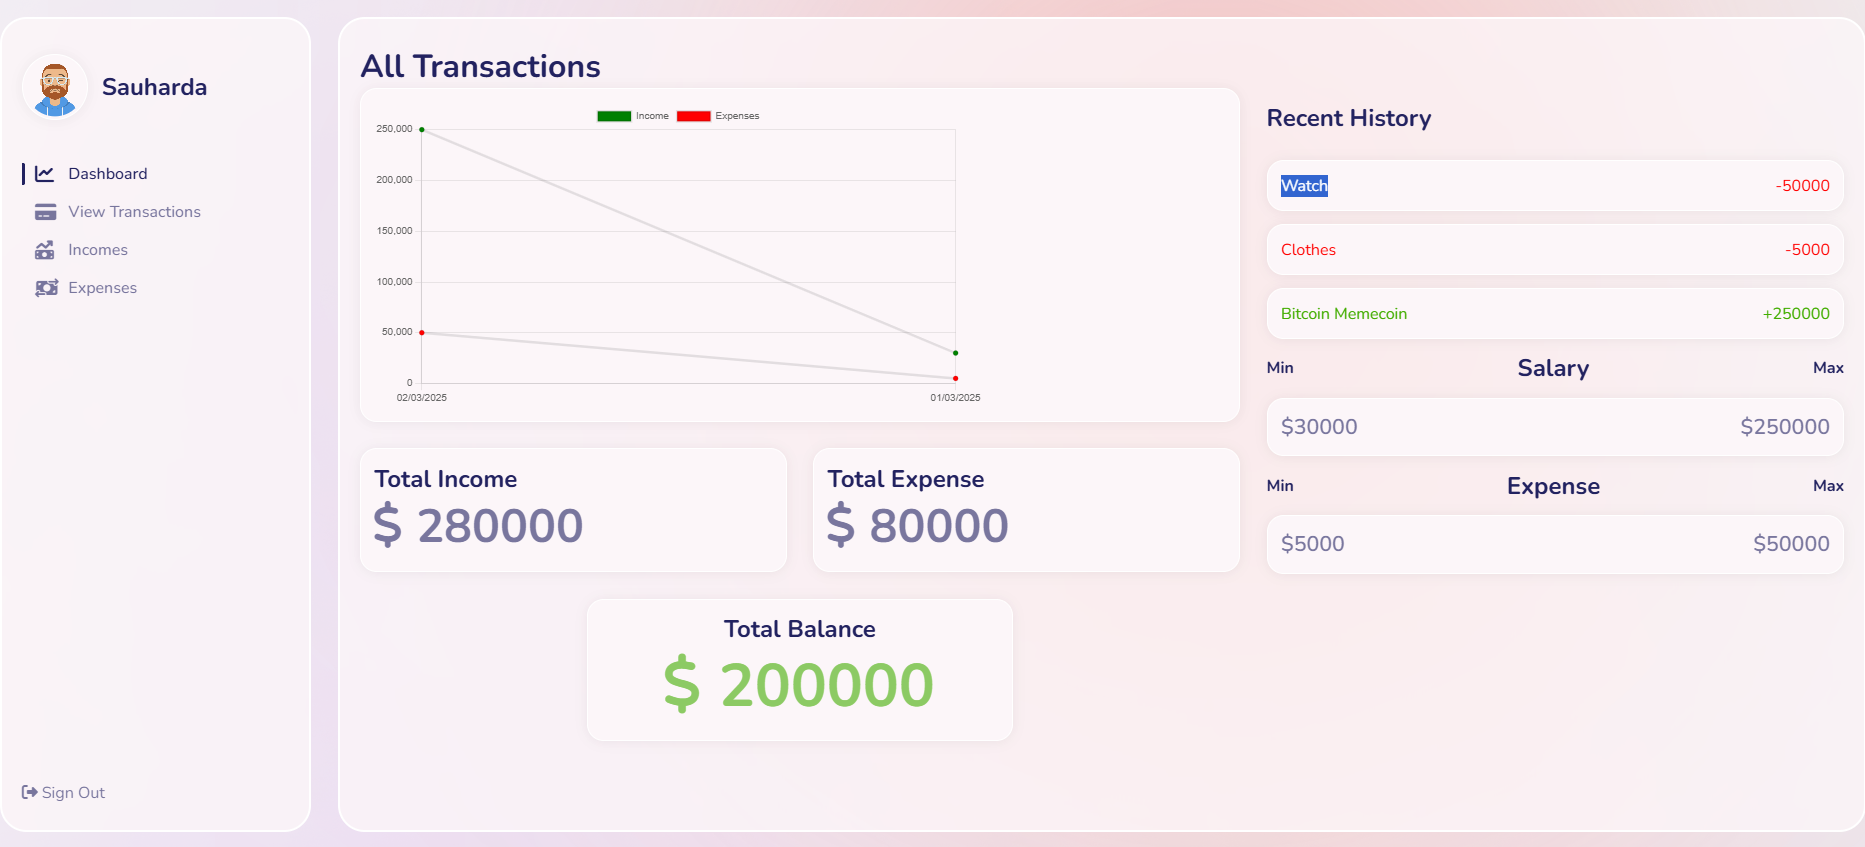 Sauharda
Dashboard
View Transactions
Incomes
Expenses
Sign Out
All Transactions
Income Expenses
250,000
200,000
150,000
100,000
50,000
0
02/03/2025 01/03/2025
Total Income
$ 280000
Total Expense
$ 80000
Total Balance
$ 200000
Recent History
Watch -50000
Clothes -5000
Bitcoin Memecoin +250000
Min Salary Max
$30000 $250000
Min Expense Max
$5000 $50000